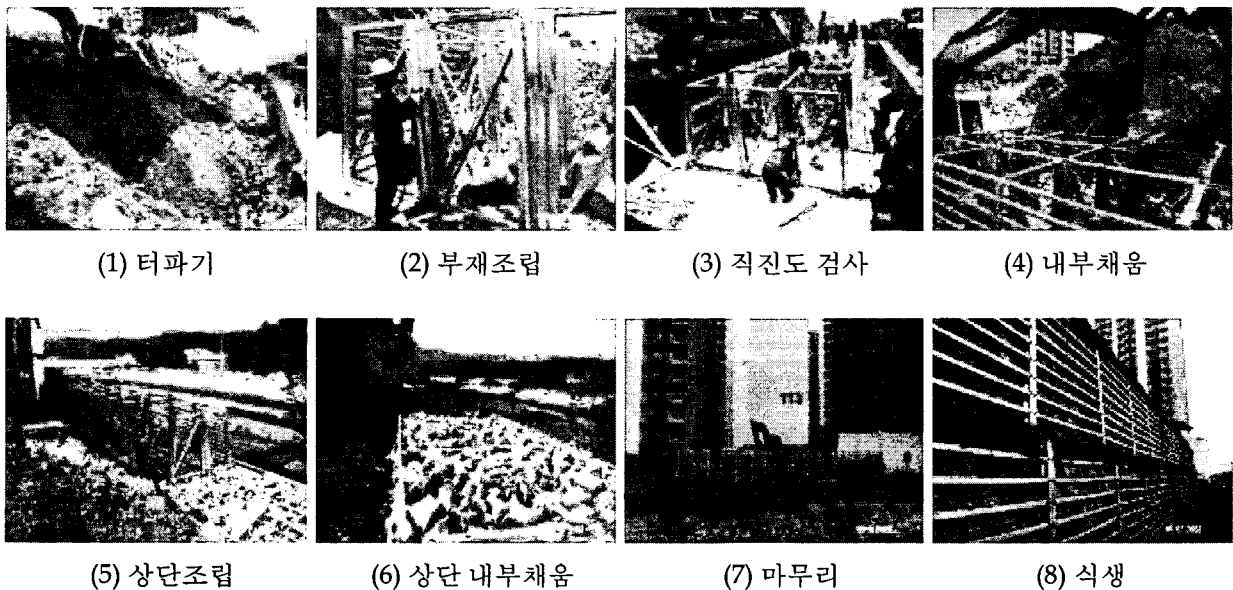 (1) 터파기
(2) 부재조립
(3) 직진도 검사
(4) 내부채움
113
(5) 상단조립
(6) 상단 내부채움
(7) 마무리
(8) 식생